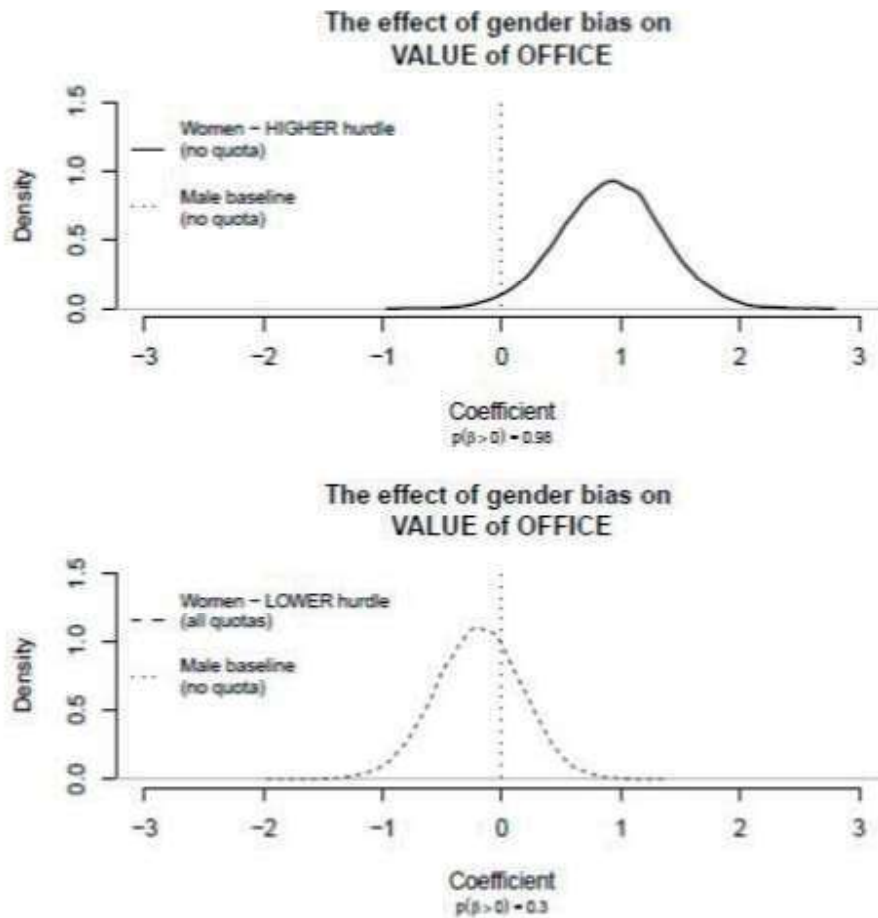 The effect of gender bias on
VALUE of OFFICE
1.5
1.0
0.5
0.0
Density
Women − HIGHER hurdle
(no quota)
Male baseline
(no quota)
−3 −2 −1 0 1 2 3
Coefficient
p(β > 0) = 0.98
The effect of gender bias on
VALUE of OFFICE
1.5
1.0
0.5
0.0
Density
Women − LOWER hurdle
(all quotas)
Male baseline
(no quota)
−3 −2 −1 0 1 2 3
Coefficient
p(β > 0) = 0.3